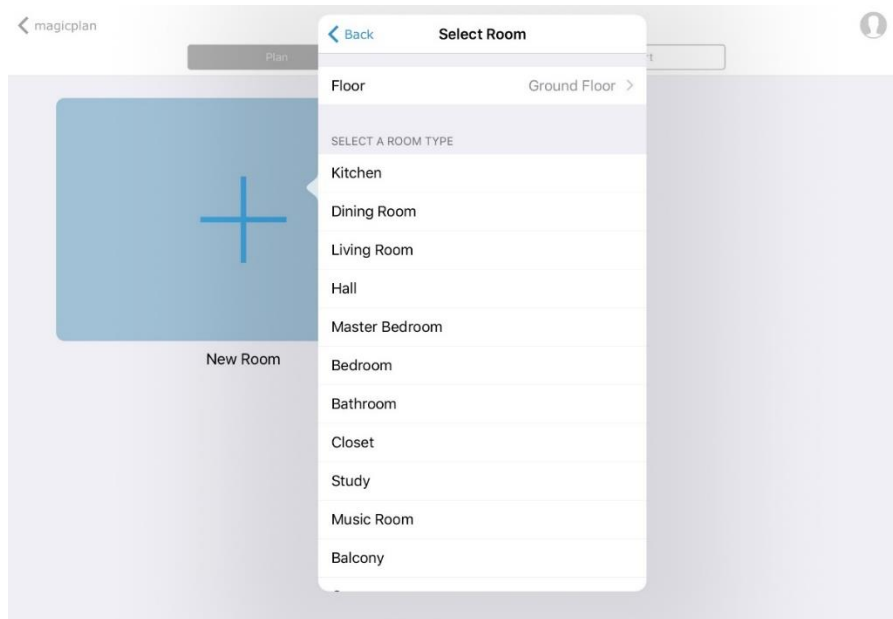 magicplan
Back Select Room
Plan
Floor Ground Floor
SELECT A ROOM TYPE
Kitchen
Dining Room
Living Room
Hall
Master Bedroom
New Room
Bedroom
Bathroom
Closet
Study
Music Room
Balcony